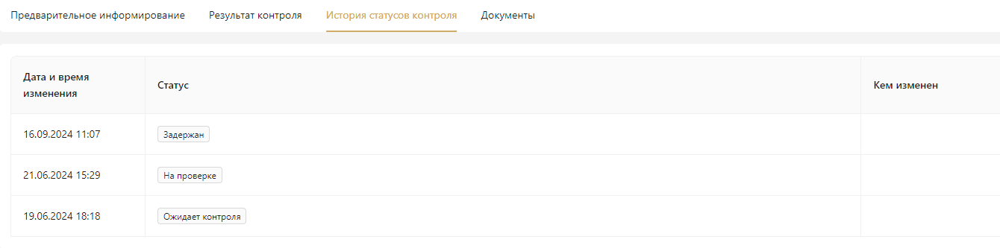 Предварительное информирование Результат контроля История статусов контроля Документы
Дата и время
изменения
Статус
Кем изменен
16.09.2024 11:07 Задержан
21.06.2024 15:29 На проверке
19.06.2024 18:18 Ожидает контроля